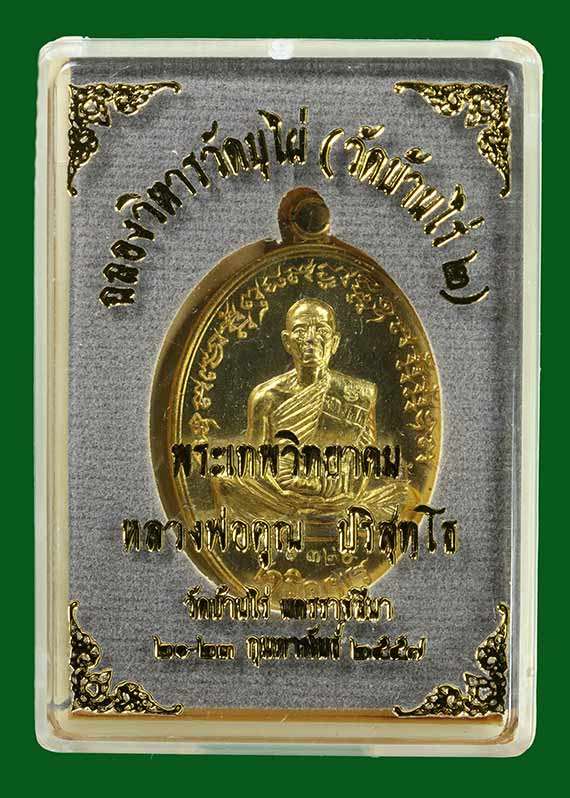 ฉลองวิหารวัดบุไผ่ (วัดบ้านไร่ ๒)
พระเทพวิทยาคม
หลวงพ่อคูณ ปริสุทฺโธ
วัดบ้านไร่ นครราชสีมา
๒๑-๒๓ กุมภาพันธ์ ๒๕๕๗